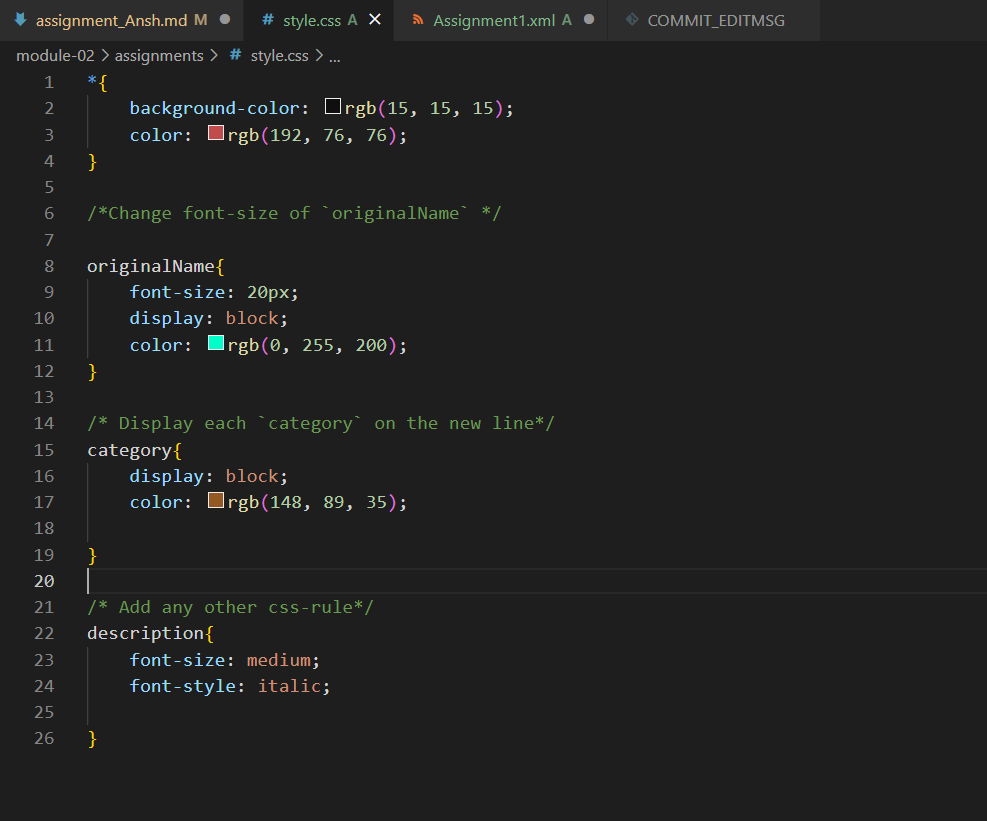 assignment_Ansh.md M ● # style.css A × Assignment1.xml A ● COMMIT_EDITMSG
module-02 > assignments > # style.css > ...
1 *{
2     background-color: rgb(15, 15, 15);
3     color: rgb(192, 76, 76);
4 }
5
6 /*Change font-size of `originalName` */
7
8 originalName{
9     font-size: 20px;
10     display: block;
11     color: rgb(0, 255, 200);
12 }
13
14 /* Display each `category` on the new line*/
15 category{
16     display: block;
17     color: rgb(148, 89, 35);
18
19 }
20
21 /* Add any other css-rule*/
22 description{
23     font-size: medium;
24     font-style: italic;
25
26 }